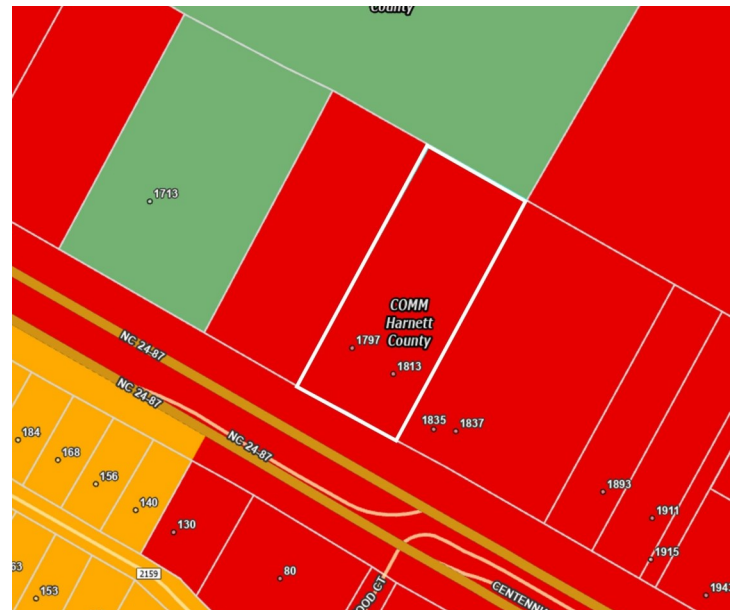 County
1713
COMM
Harnett
County
1797
1813
NC 24-87
NC 24-87
NC 24-87
1835
1837
184
168
156
140
130
1893
1911
1915
2159
80
153
CENTENNI